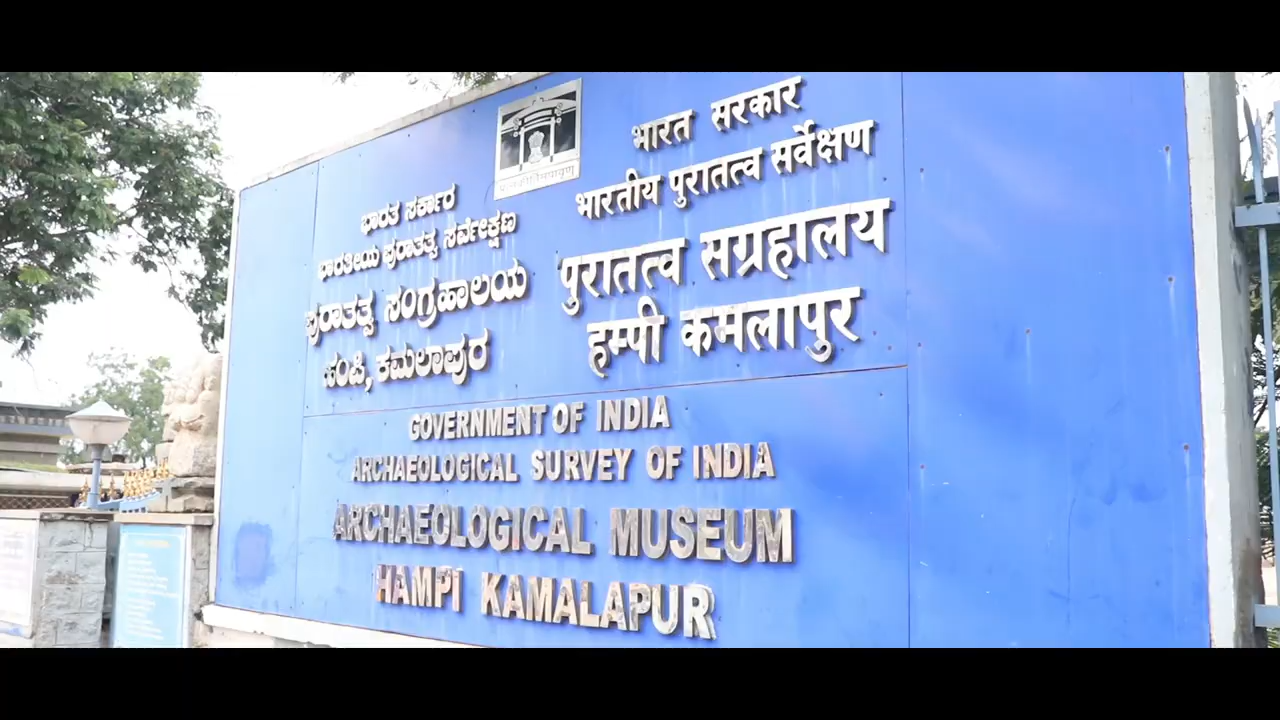 ಭಾರತ ಸರ್ಕಾರ
ಭಾರತೀಯ ಪುರಾತತ್ವ ಸರ್ವೇಕ್ಷಣ
ಪುರಾತತ್ವ ಸಂಗ್ರಹಾಲಯ
ಹಂಪಿ, ಕಮಲಾಪುರ
भारत सरकार
भारतीय पुरातत्व सर्वेक्षण
पुरातत्व सग्रहालय
हम्पी कमलापुर
GOVERNMENT OF INDIA
ARCHAEOLOGICAL SURVEY OF INDIA
ARCHAEOLOGICAL MUSEUM
HAMPI KAMALAPUR